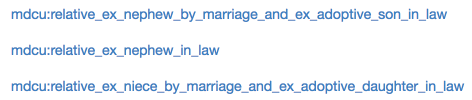 mdcu:relative_ex_nephew_by_marriage_and_ex_adoptive_son_in_law
mdcu:relative_ex_nephew_in_law
mdcu:relative_ex_niece_by_marriage_and_ex_adoptive_daughter_in_law